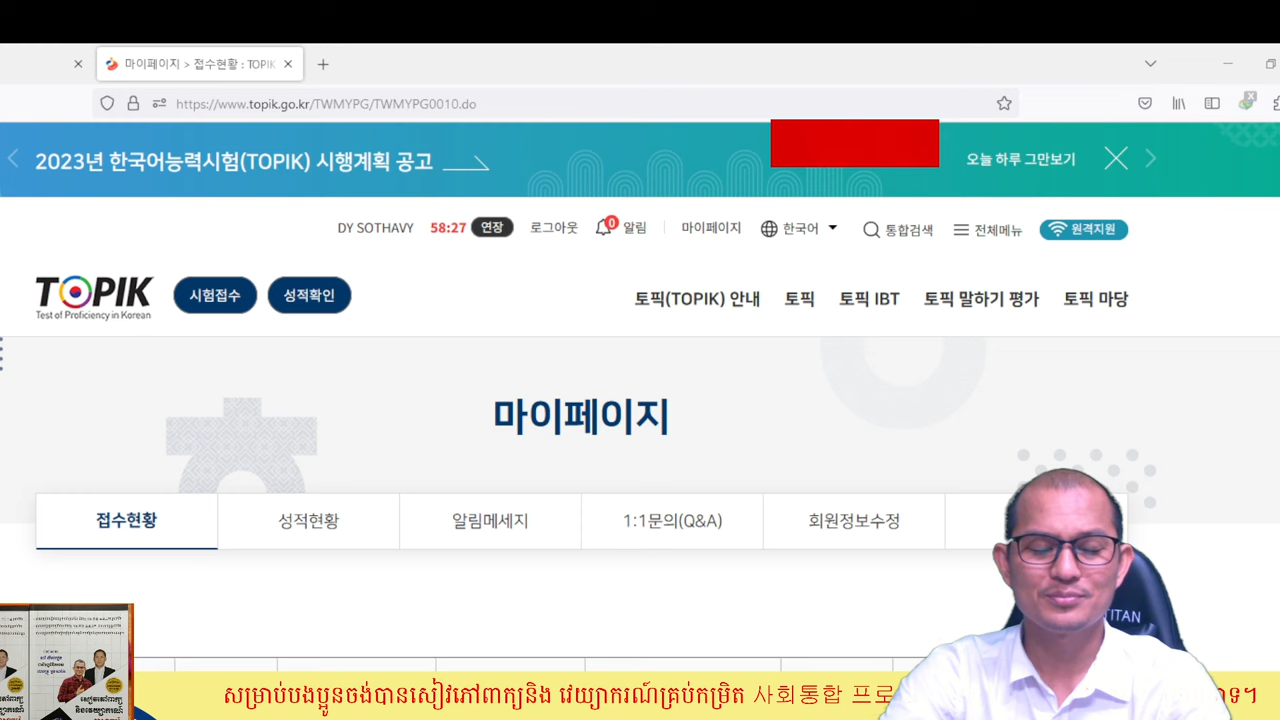 마이페이지 > 접수현황 : TOPIK
https://www.topik.go.kr/TWMYPG/TWMYPG0010.do
2023년 한국어능력시험(TOPIK) 시행계획 공고
오늘 하루 그만보기
DY SOTHAVY 58:27 연장 로그아웃 0 알림 마이페이지 한국어 통합검색 전체메뉴 원격지원
TOPIK
Test of Proficiency in Korean
시험접수 성적확인
토픽(TOPIK) 안내 토픽 토픽 IBT 토픽 말하기 평가 토픽 마당
마이페이지
접수현황 성적현황 알림메세지 1:1문의(Q&A) 회원정보수정
TITAN
សម្រាប់បងប្អូនចង់បានសៀវភៅពាក្យនិង វេយ្យាករណ៍គ្រប់កម្រិត 사회통합 프로